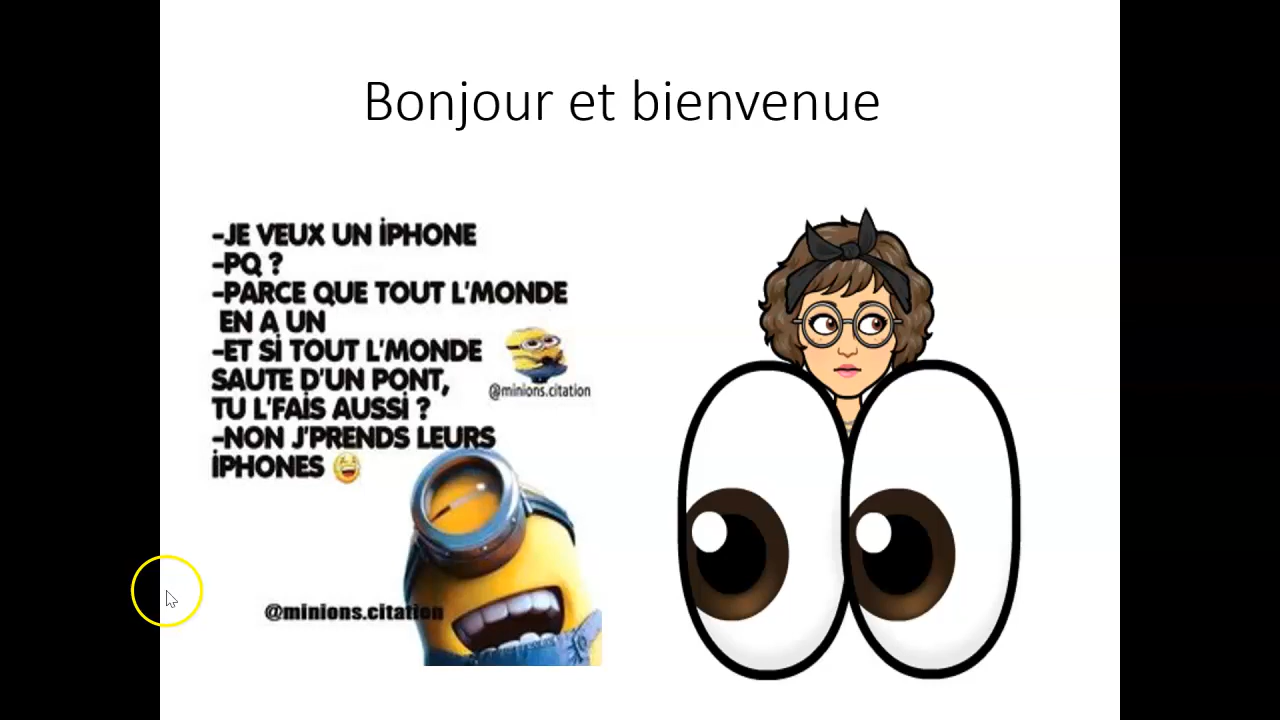 Bonjour et bienvenue
-JE VEUX UN İPHONE
-PQ ?
-PARCE QUE TOUT L'MONDE
EN A UN
-ET Sİ TOUT L'MONDE
SAUTE D'UN PONT,
TU L'FAİS AUSSİ ?
-NON J'PRENDS LEURS
İPHONES
@minions.citation
@minions.citation